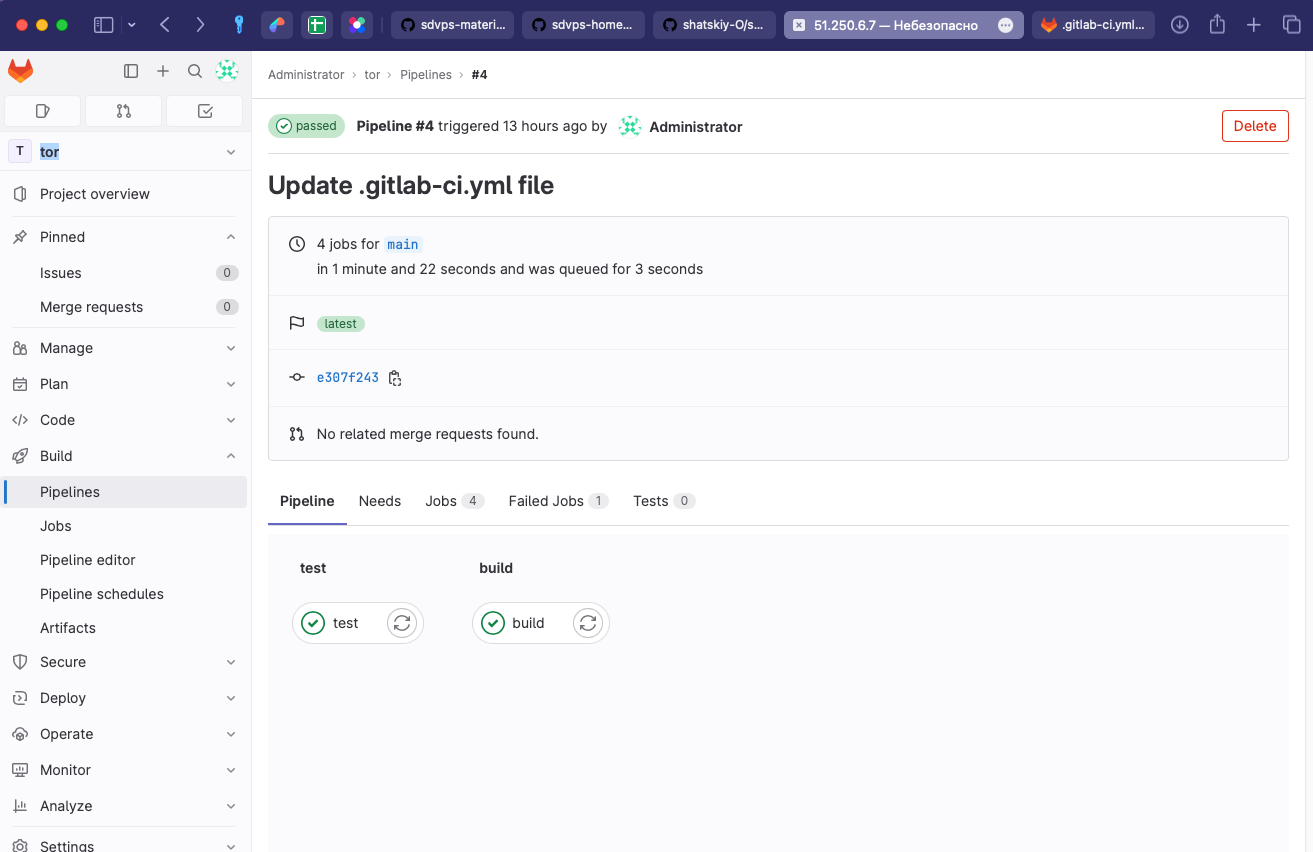 sdvps-materi...
sdvps-home...
shatskiy-O/s...
51.250.6.7 — Небезопасно
.gitlab-ci.yml...
Administrator › tor › Pipelines › #4
passed
Pipeline #4 triggered 13 hours ago by Administrator
Delete
T tor
Project overview
Pinned
Issues 0
Merge requests 0
Manage
Plan
Code
Build
Pipelines
Jobs
Pipeline editor
Pipeline schedules
Artifacts
Secure
Deploy
Operate
Monitor
Analyze
Settings
Update .gitlab-ci.yml file
4 jobs for main
in 1 minute and 22 seconds and was queued for 3 seconds
latest
e307f243
No related merge requests found.
Pipeline Needs Jobs 4 Failed Jobs 1 Tests 0
test build
test build